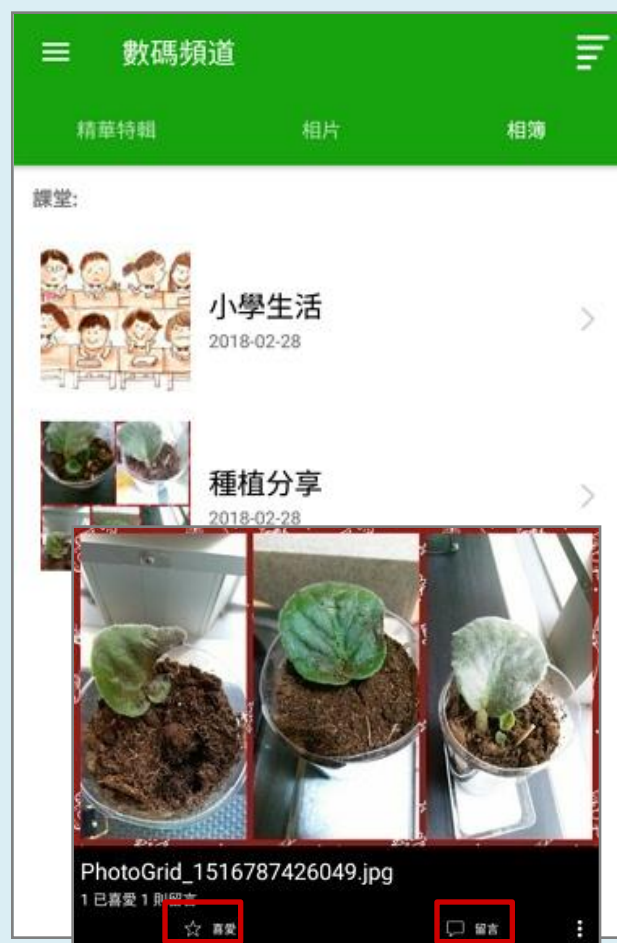 數碼頻道
精華特輯
相片
相簿
課堂:
小學生活
2018-02-28
種植分享
2018-02-28
PhotoGrid_1516787426049.jpg
1 已喜愛 1 則留言
喜愛
留言